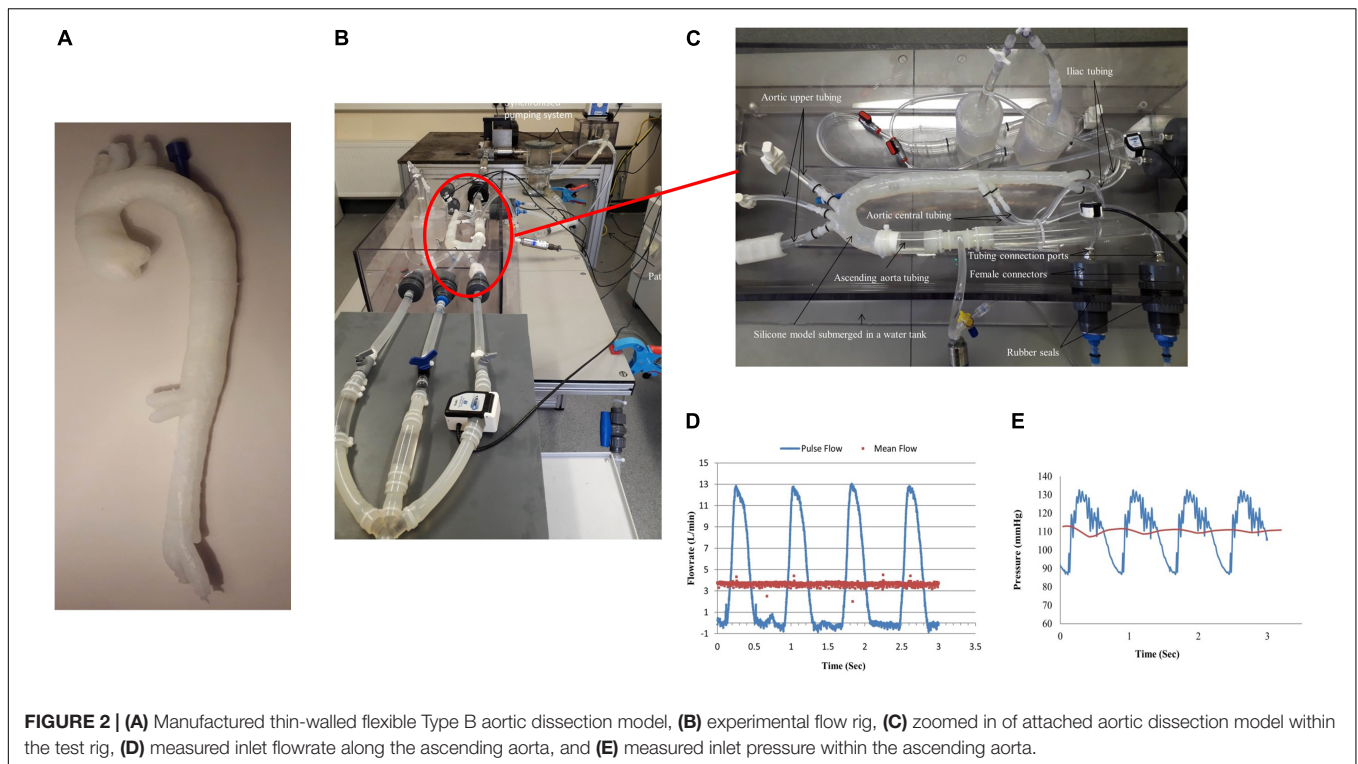 A
B
C
Synchronised
pumping system
Pat
Aortic upper tubing
Iliac tubing
Aortic central tubing
Ascending aorta tubing
Tubing connection ports
Female connectors
Silicone model submerged in a water tank
Rubber seals
D
Pulse Flow
Mean Flow
Flowrate (L/min)
15
13
11
9
7
5
3
1
-1
0
0.5
1
1.5
2
2.5
3
3.5
Time (Sec)
E
Pressure (mmHg)
140
130
120
110
100
90
80
70
60
0
1
2
3
Time (Sec)
FIGURE 2 | (A) Manufactured thin-walled flexible Type B aortic dissection model, (B) experimental flow rig, (C) zoomed in of attached aortic dissection model within
the test rig, (D) measured inlet flowrate along the ascending aorta, and (E) measured inlet pressure within the ascending aorta.